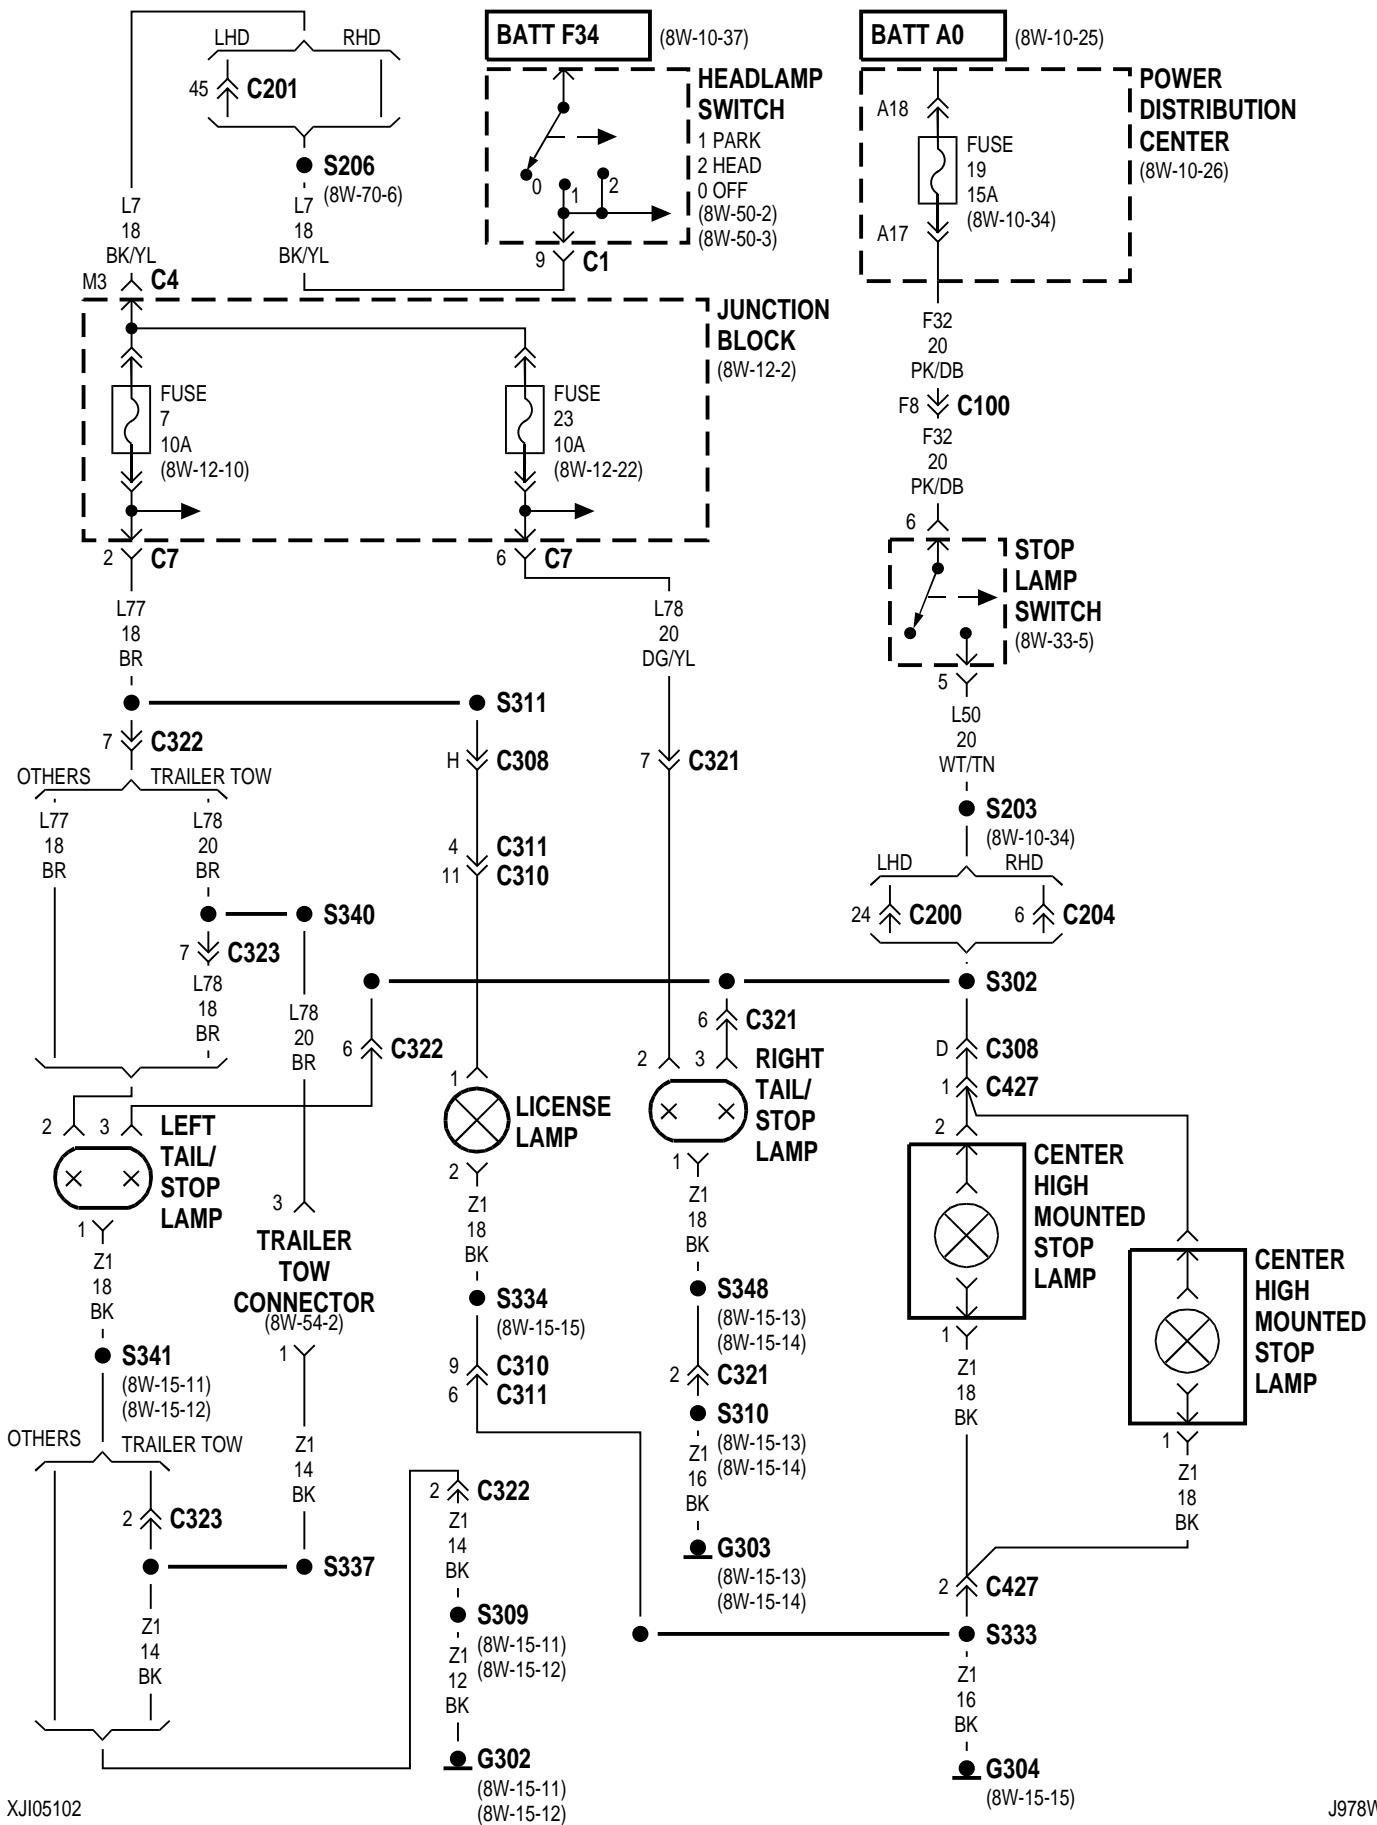 LHD
RHD
45
C201
S206
(8W-70-6)
L7
18
BK/YL
L7
18
BK/YL
M3
C4
BATT F34
(8W-10-37)
HEADLAMP
SWITCH
1 PARK
2 HEAD
0 OFF
(8W-50-2)
(8W-50-3)
0
1
2
9
C1
BATT A0
(8W-10-25)
POWER
DISTRIBUTION
CENTER
(8W-10-26)
A18
FUSE
19
15A
(8W-10-34)
A17
F32
20
PK/DB
F8
C100
F32
20
PK/DB
6
JUNCTION
BLOCK
(8W-12-2)
FUSE
7
10A
(8W-12-10)
FUSE
23
10A
(8W-12-22)
2
C7
6
C7
STOP
LAMP
SWITCH
(8W-33-5)
5
L50
20
WT/TN
S203
(8W-10-34)
LHD
RHD
24
C200
6
C204
S302
L77
18
BR
S311
L78
20
DG/YL
7
C322
H
C308
7
C321
OTHERS
TRAILER TOW
L77
18
BR
L78
20
BR
4
C311
11
C310
S340
7
C323
L78
18
BR
L78
20
BR
6
C322
6
C321
D
C308
1
C427
2
3
LEFT
TAIL/
STOP
LAMP
1
1
LICENSE
LAMP
2
2
3
RIGHT
TAIL/
STOP
LAMP
1
2
CENTER
HIGH
MOUNTED
STOP
LAMP
1
CENTER
HIGH
MOUNTED
STOP
LAMP
1
3
TRAILER
TOW
CONNECTOR
(8W-54-2)
1
Z1
18
BK
S341
(8W-15-11)
(8W-15-12)
OTHERS
TRAILER TOW
2
C323
Z1
14
BK
S337
Z1
14
BK
Z1
18
BK
S334
(8W-15-15)
9
C310
6
C311
2
C322
Z1
14
BK
S309
(8W-15-11)
(8W-15-12)
Z1
12
BK
G302
(8W-15-11)
(8W-15-12)
Z1
18
BK
S348
(8W-15-13)
(8W-15-14)
2
C321
S310
(8W-15-13)
(8W-15-14)
Z1
16
BK
G303
(8W-15-13)
(8W-15-14)
Z1
18
BK
Z1
18
BK
2
C427
S333
Z1
16
BK
G304
(8W-15-15)
XJI05102
J978W